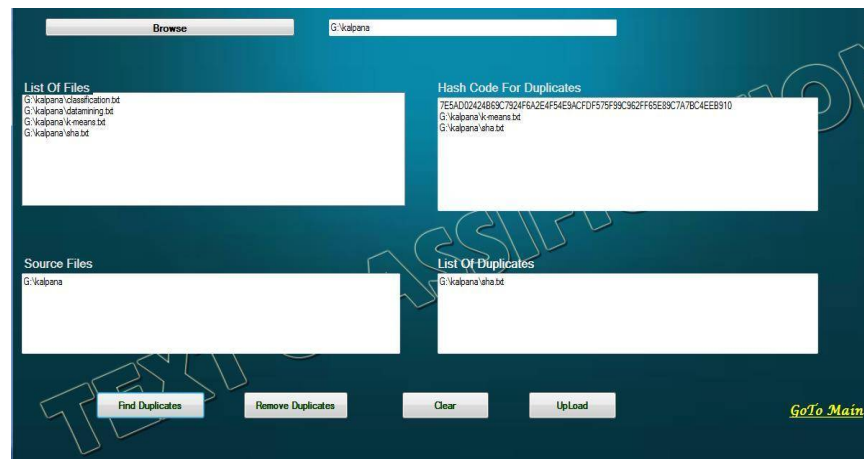 Browse
G:\kalpana
List Of Files
G:\kalpana\classification.txt
G:\kalpana\datamining.txt
G:\kalpana\k-means.txt
G:\kalpana\sha.txt
Hash Code For Duplicates
7E5AD02424B69C7924F6A2E4F54E9ACFDF575F99C962FF65E89C7A7BC4EEB910
G:\kalpana\k-means.txt
G:\kalpana\sha.txt
Source Files
G:\kalpana
List Of Duplicates
G:\kalpana\sha.txt
TEXT CLASSIFICATION
Find Duplicates
Remove Duplicates
Clear
UpLoad
GoTo Main